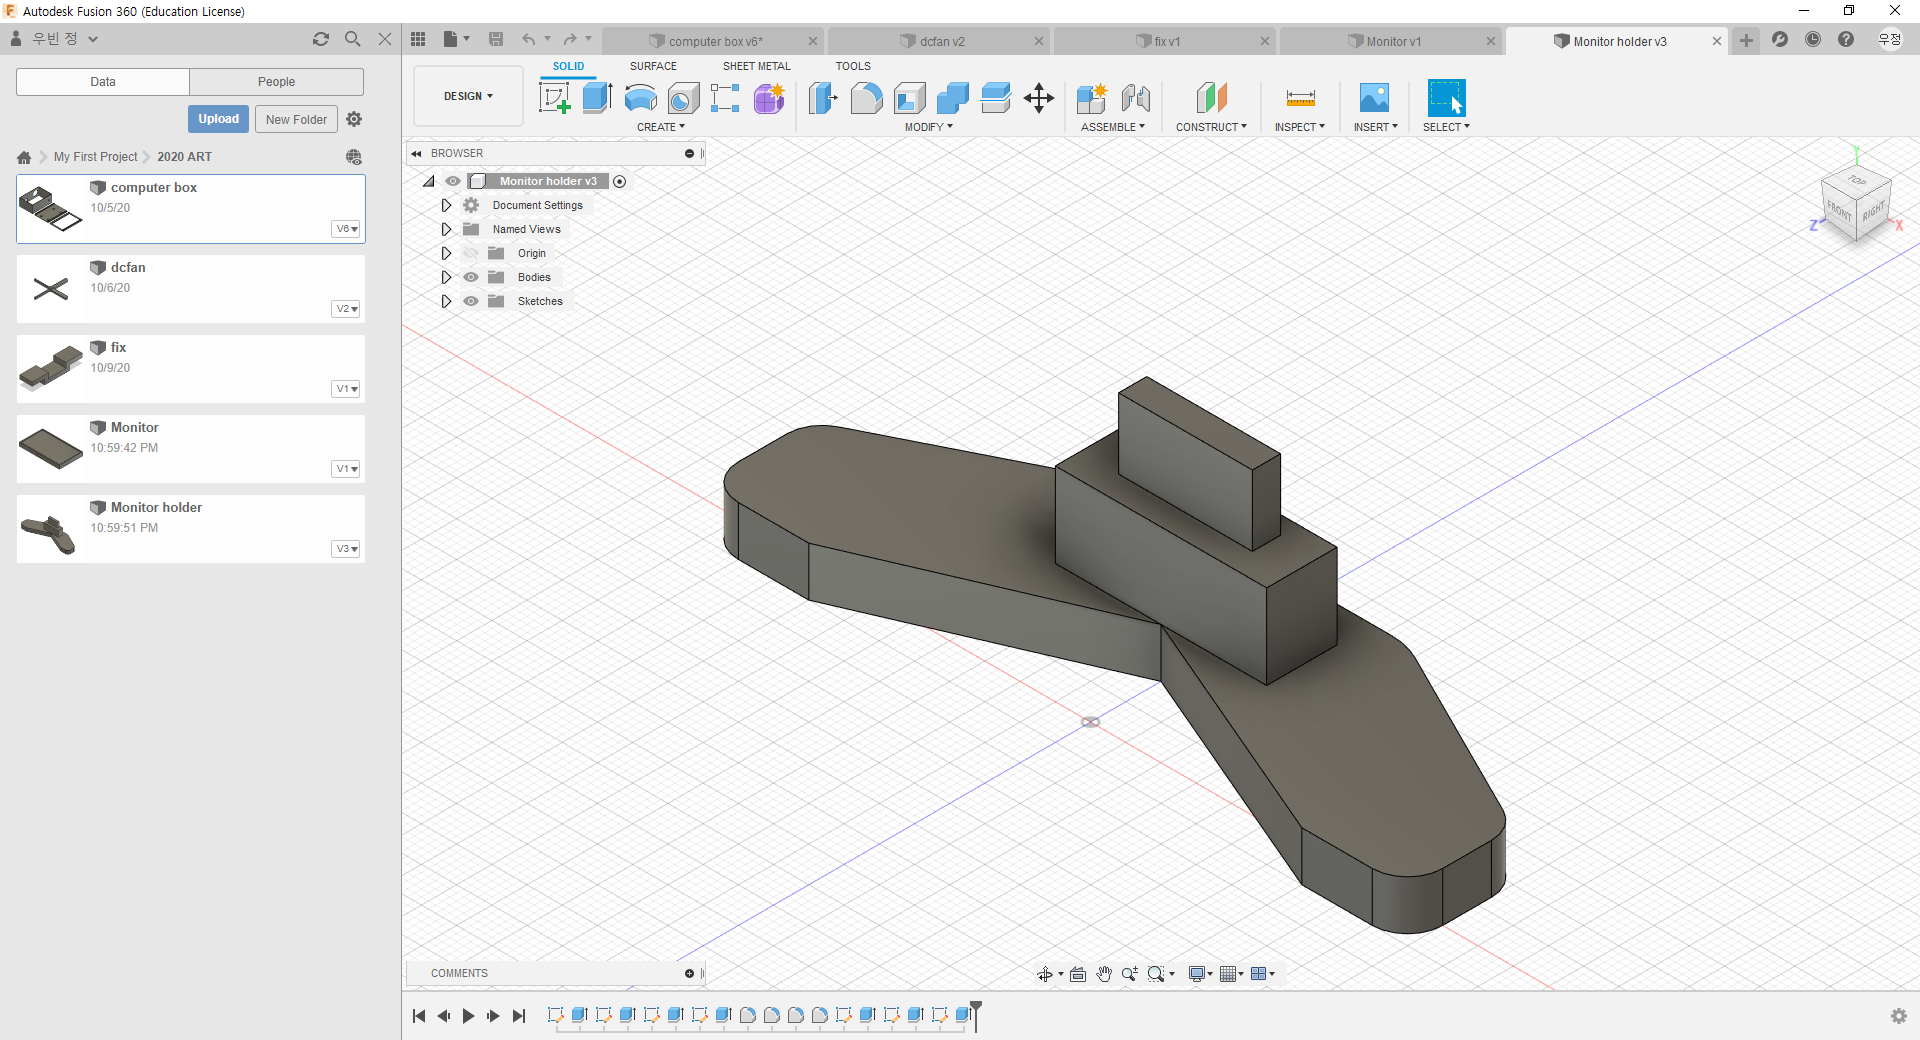 Autodesk Fusion 360 (Education License)
우빈 정
computer box v6*
dcfan v2
fix v1
Monitor v1
Monitor holder v3
우정
Data
People
Upload
New Folder
My First Project
2020 ART
computer box
10/5/20
V6
dcfan
10/6/20
V2
fix
10/9/20
V1
Monitor
10:59:42 PM
V1
Monitor holder
10:59:51 PM
V3
DESIGN
SOLID
SURFACE
SHEET METAL
TOOLS
CREATE
MODIFY
ASSEMBLE
CONSTRUCT
INSPECT
INSERT
SELECT
BROWSER
Monitor holder v3
Document Settings
Named Views
Origin
Bodies
Sketches
Y
TOP
FRONT
RIGHT
Z
X
COMMENTS